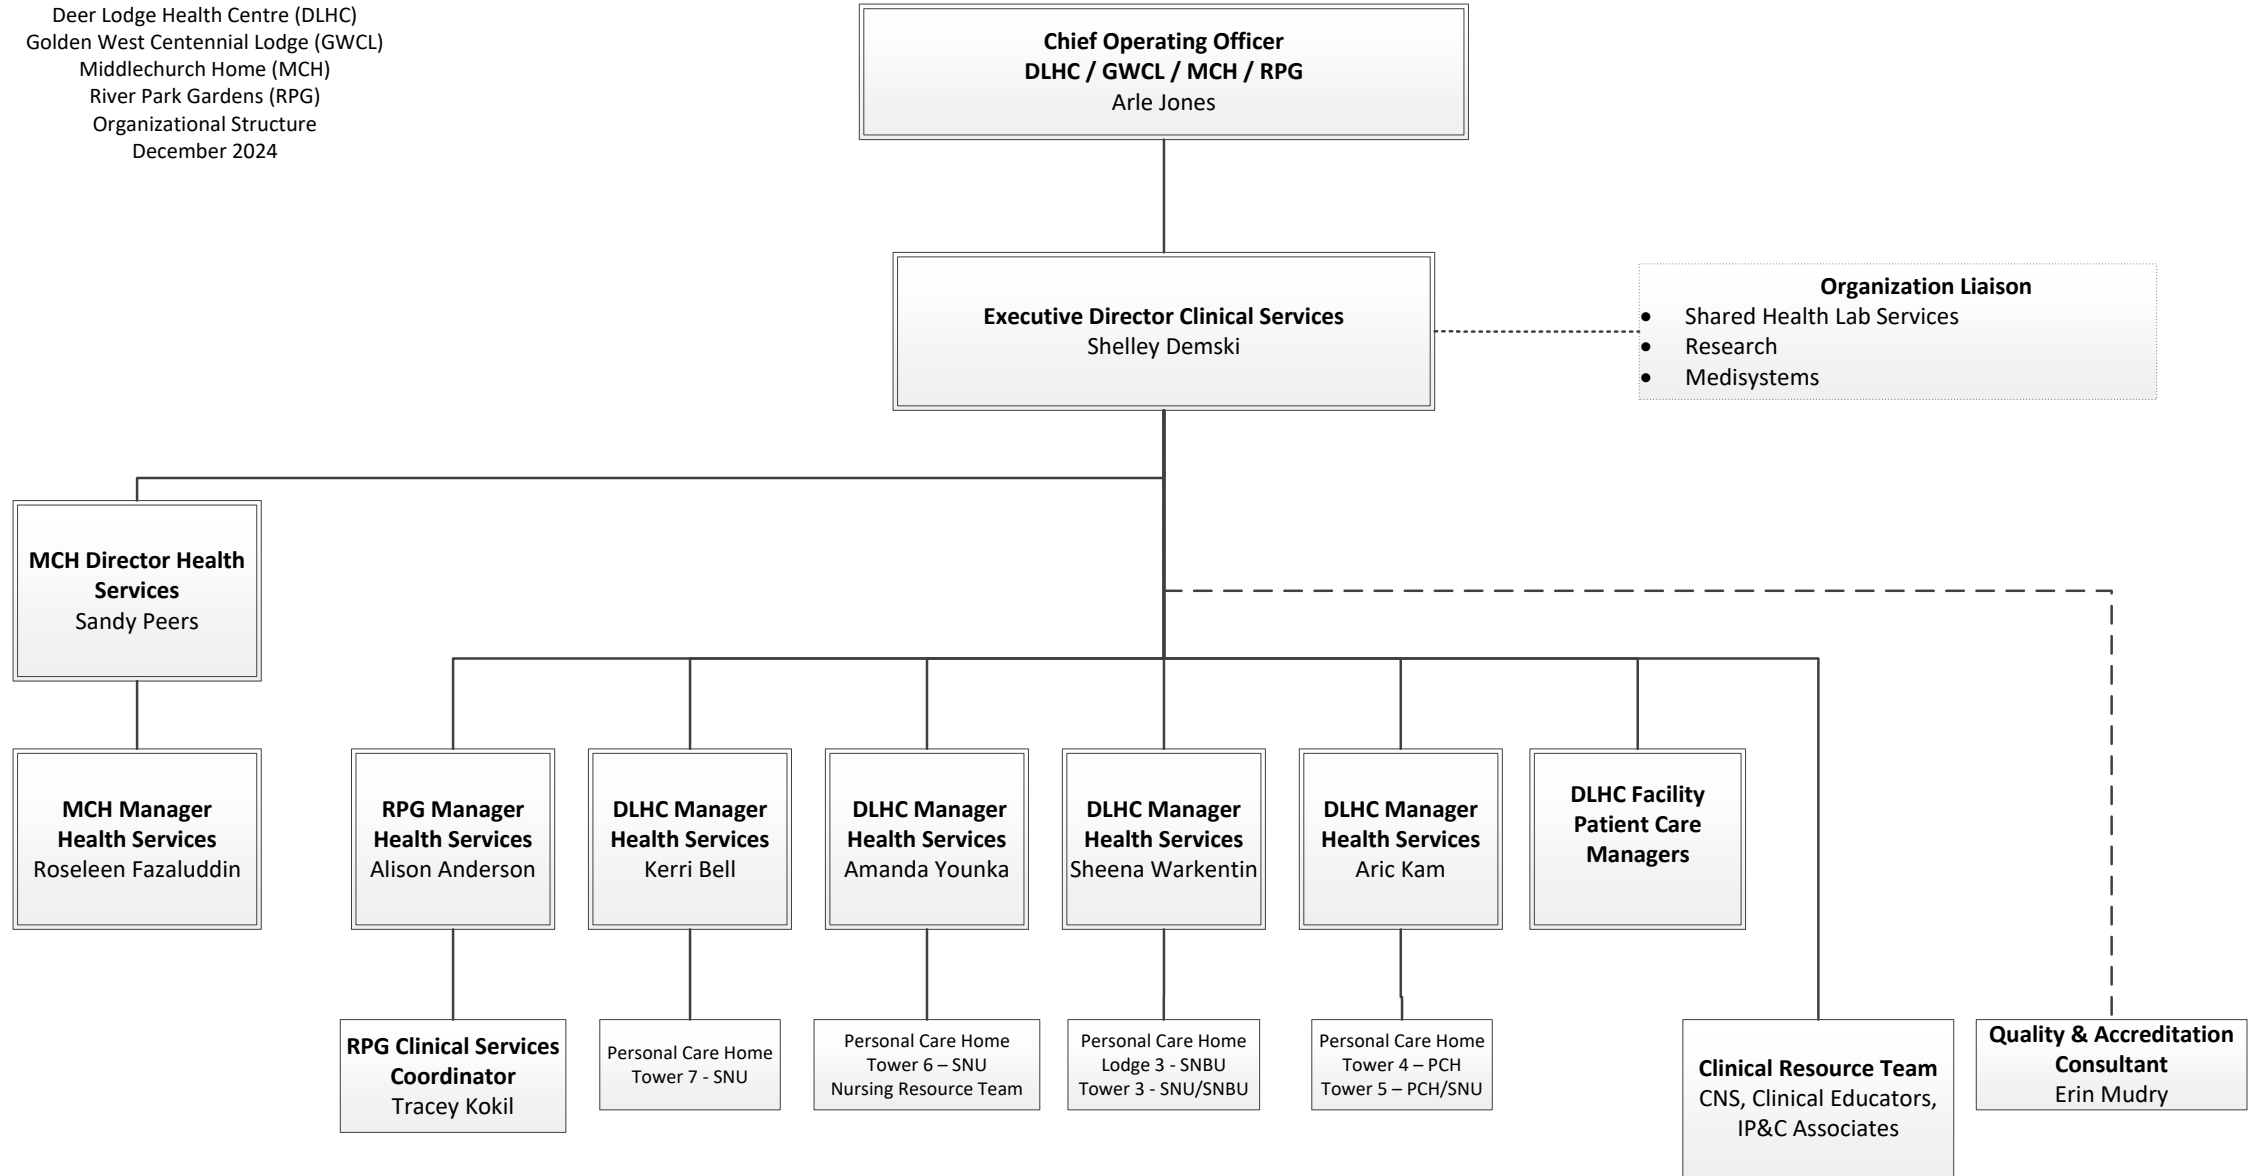 Deer Lodge Health Centre (DLHC)
Golden West Centennial Lodge (GWCL)
Middlechurch Home (MCH)
River Park Gardens (RPG)
Organizational Structure
December 2024
Chief Operating Officer
DLHC / GWCL / MCH / RPG
Arle Jones
Executive Director Clinical Services
Shelley Demski
Organization Liaison
• Shared Health Lab Services
• Research
• Medisystems
MCH Director Health
Services
Sandy Peers
MCH Manager
Health Services
Roseleen Fazaluddin
RPG Manager
Health Services
Alison Anderson
DLHC Manager
Health Services
Kerri Bell
DLHC Manager
Health Services
Amanda Younka
DLHC Manager
Health Services
Sheena Warkentin
DLHC Manager
Health Services
Aric Kam
DLHC Facility
Patient Care
Managers
RPG Clinical Services
Coordinator
Tracey Kokil
Personal Care Home
Tower 7 - SNU
Personal Care Home
Tower 6 – SNU
Nursing Resource Team
Personal Care Home
Lodge 3 - SNBU
Tower 3 - SNU/SNBU
Personal Care Home
Tower 4 – PCH
Tower 5 – PCH/SNU
Clinical Resource Team
CNS, Clinical Educators,
IP&C Associates
Quality & Accreditation
Consultant
Erin Mudry